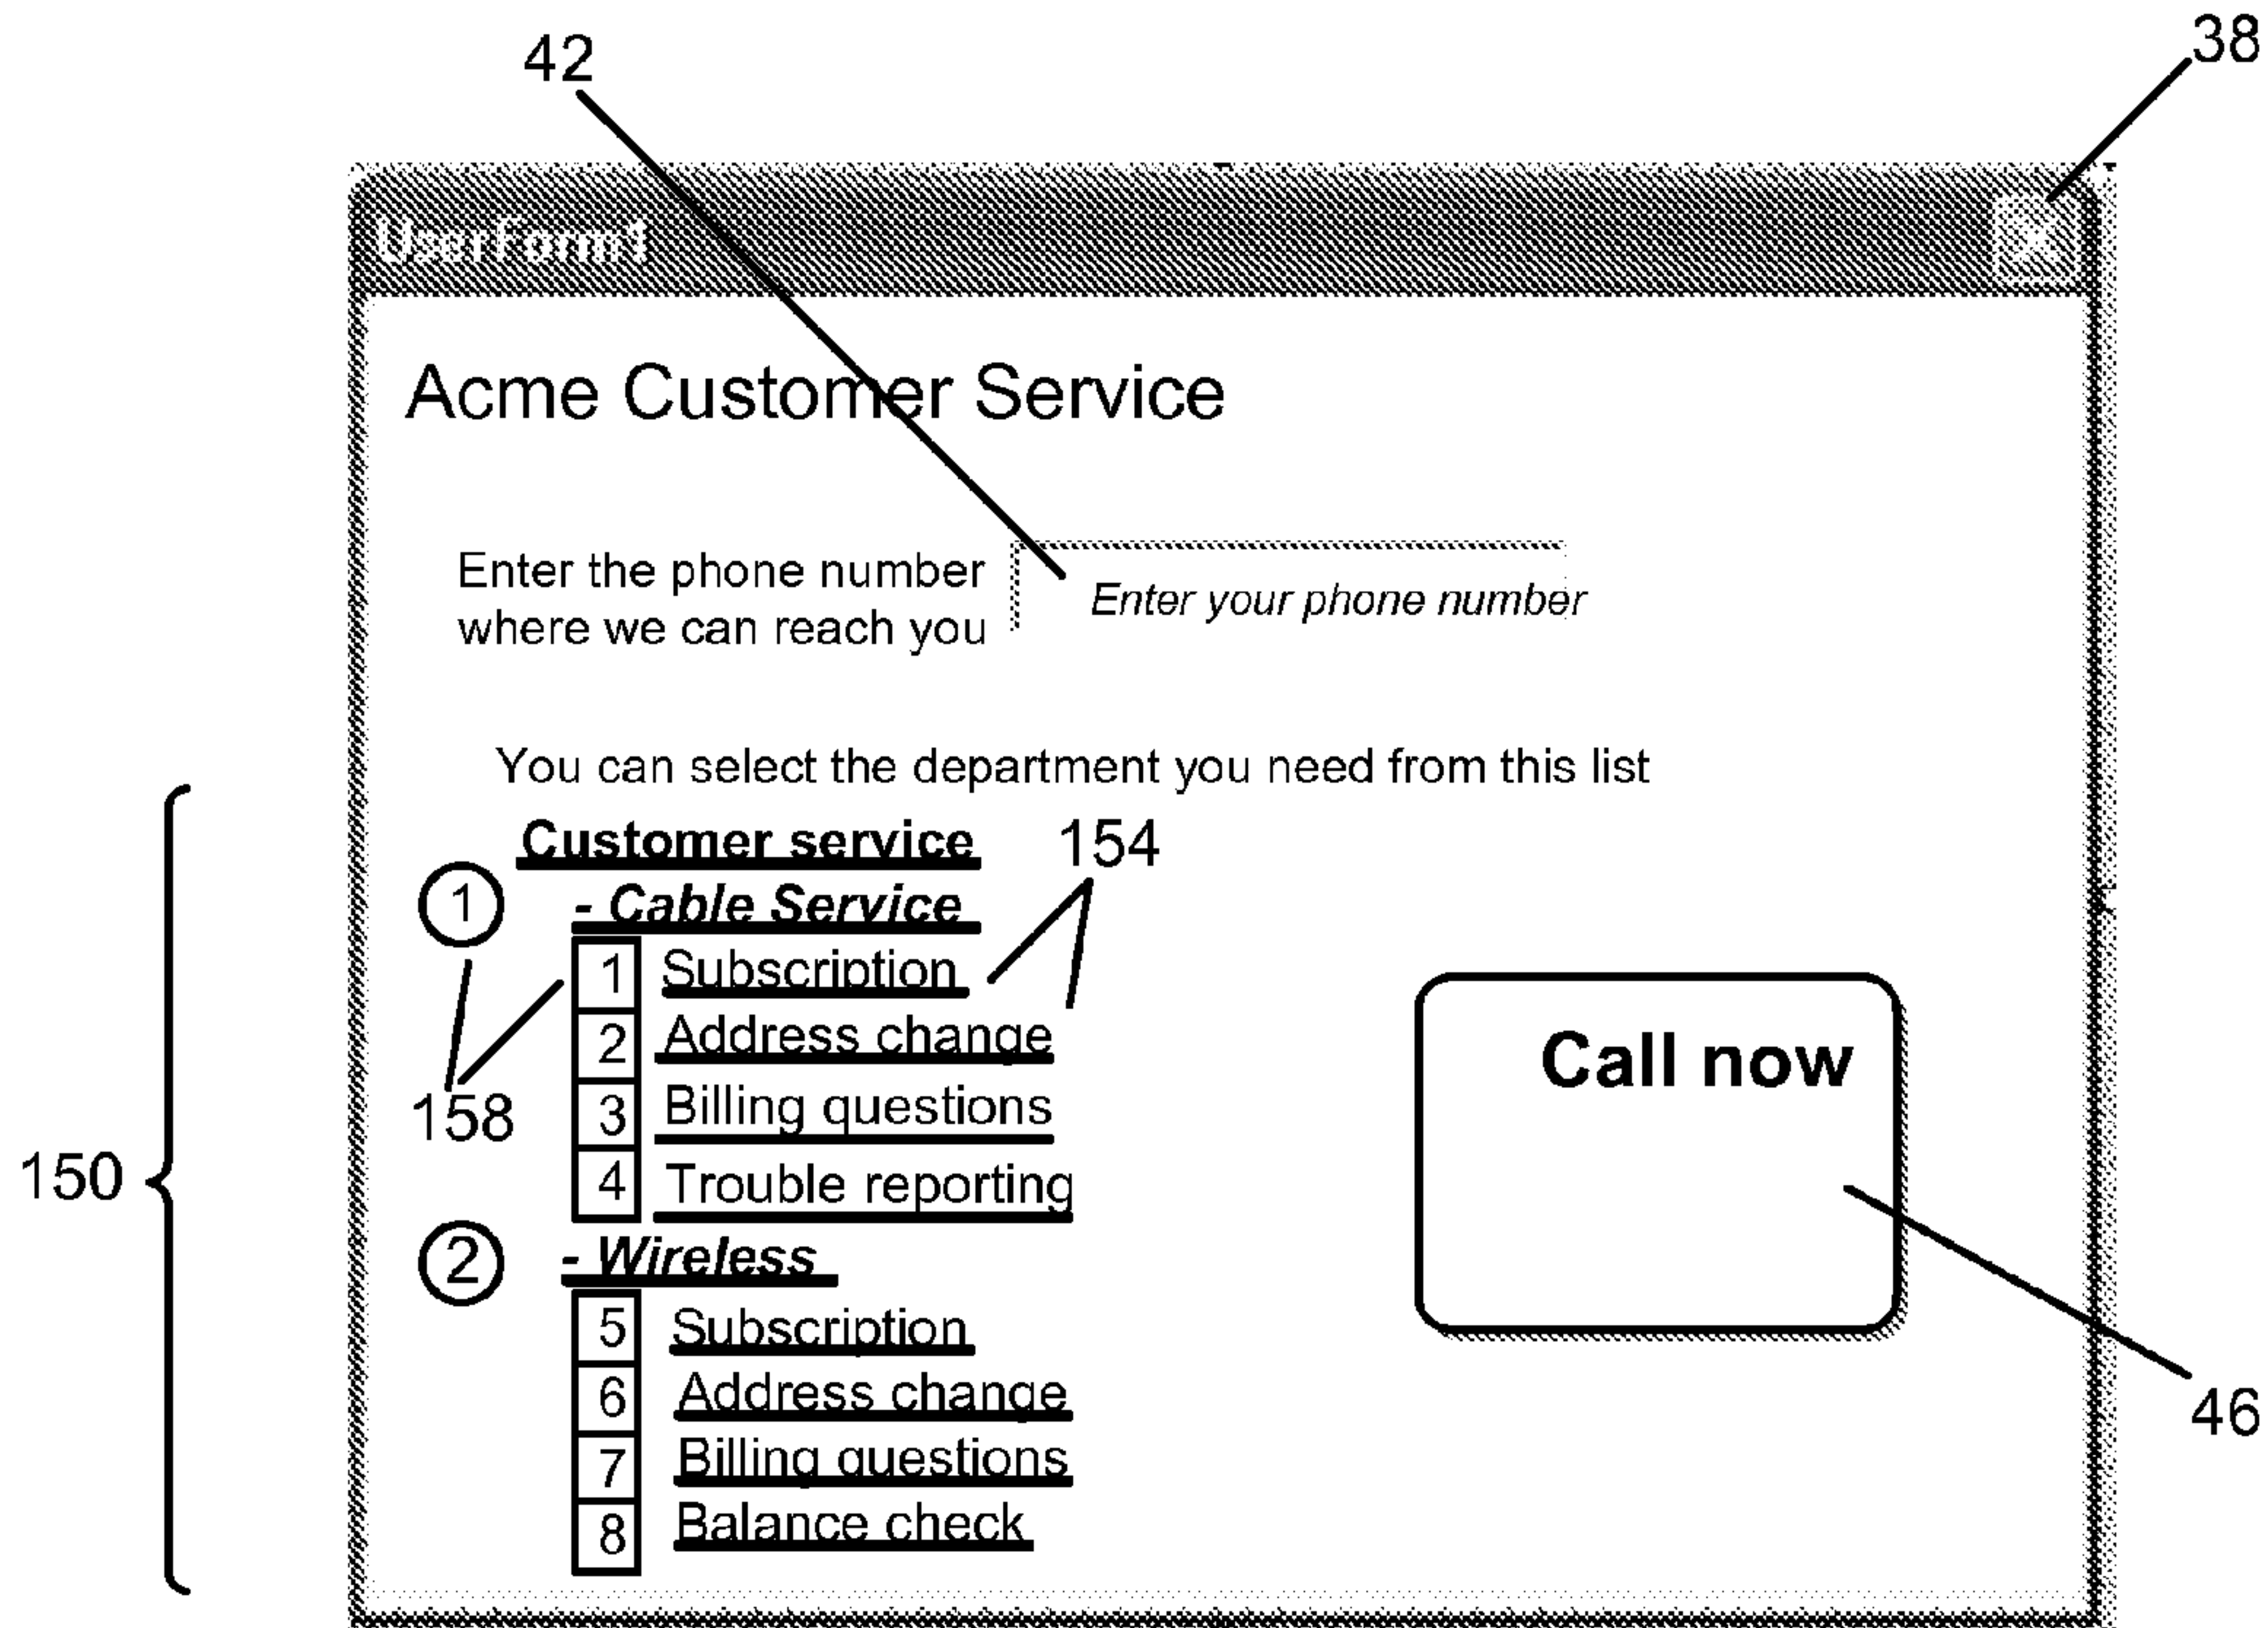 42
38
UserForm1
Acme Customer Service
Enter the phone number
where we can reach you
Enter your phone number
You can select the department you need from this list
Customer service
154
1 - Cable Service
1 Subscription
2 Address change
158
3 Billing questions
Call now
150
4 Trouble reporting
2 - Wireless
5 Subscription
6 Address change
46
7 Billing questions
8 Balance check